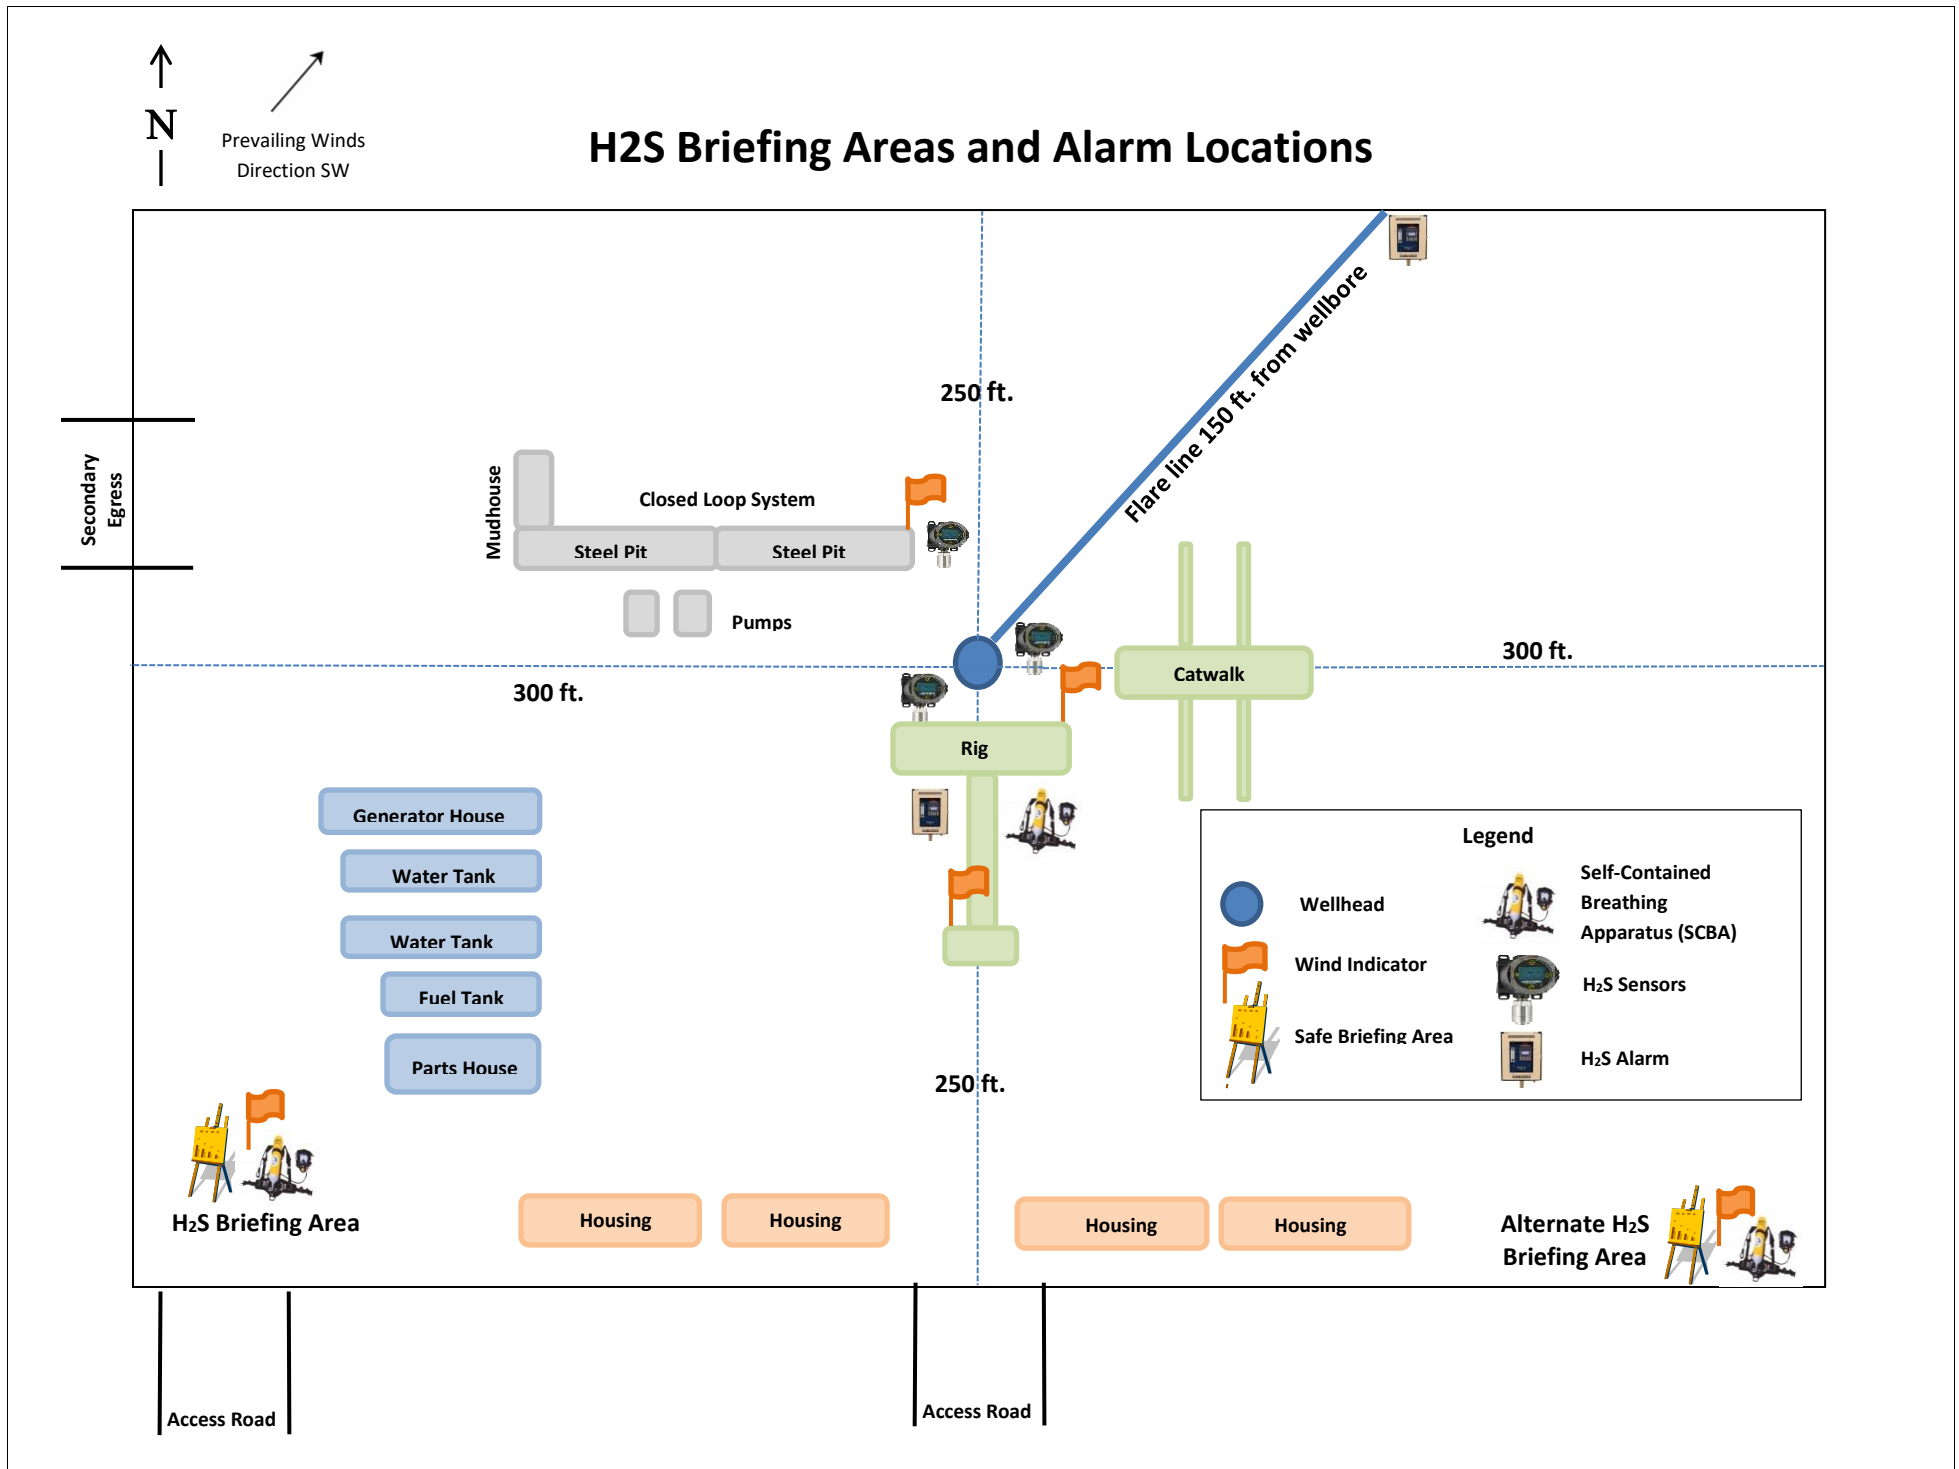 N
Prevailing Winds
Direction SW
H2S Briefing Areas and Alarm Locations
Flare line 150 ft. from wellbore
250 ft.
Secondary
Egress
Mudhouse
Closed Loop System
Steel Pit
Steel Pit
Pumps
300 ft.
300 ft.
Catwalk
Rig
Generator House
Water Tank
Water Tank
Fuel Tank
Parts House
250 ft.
Legend
Wellhead
Wind Indicator
Safe Briefing Area
Self-Contained
Breathing
Apparatus (SCBA)
H₂S Sensors
H₂S Alarm
H₂S Briefing Area
Housing
Housing
Housing
Housing
Alternate H₂S
Briefing Area
Access Road
Access Road